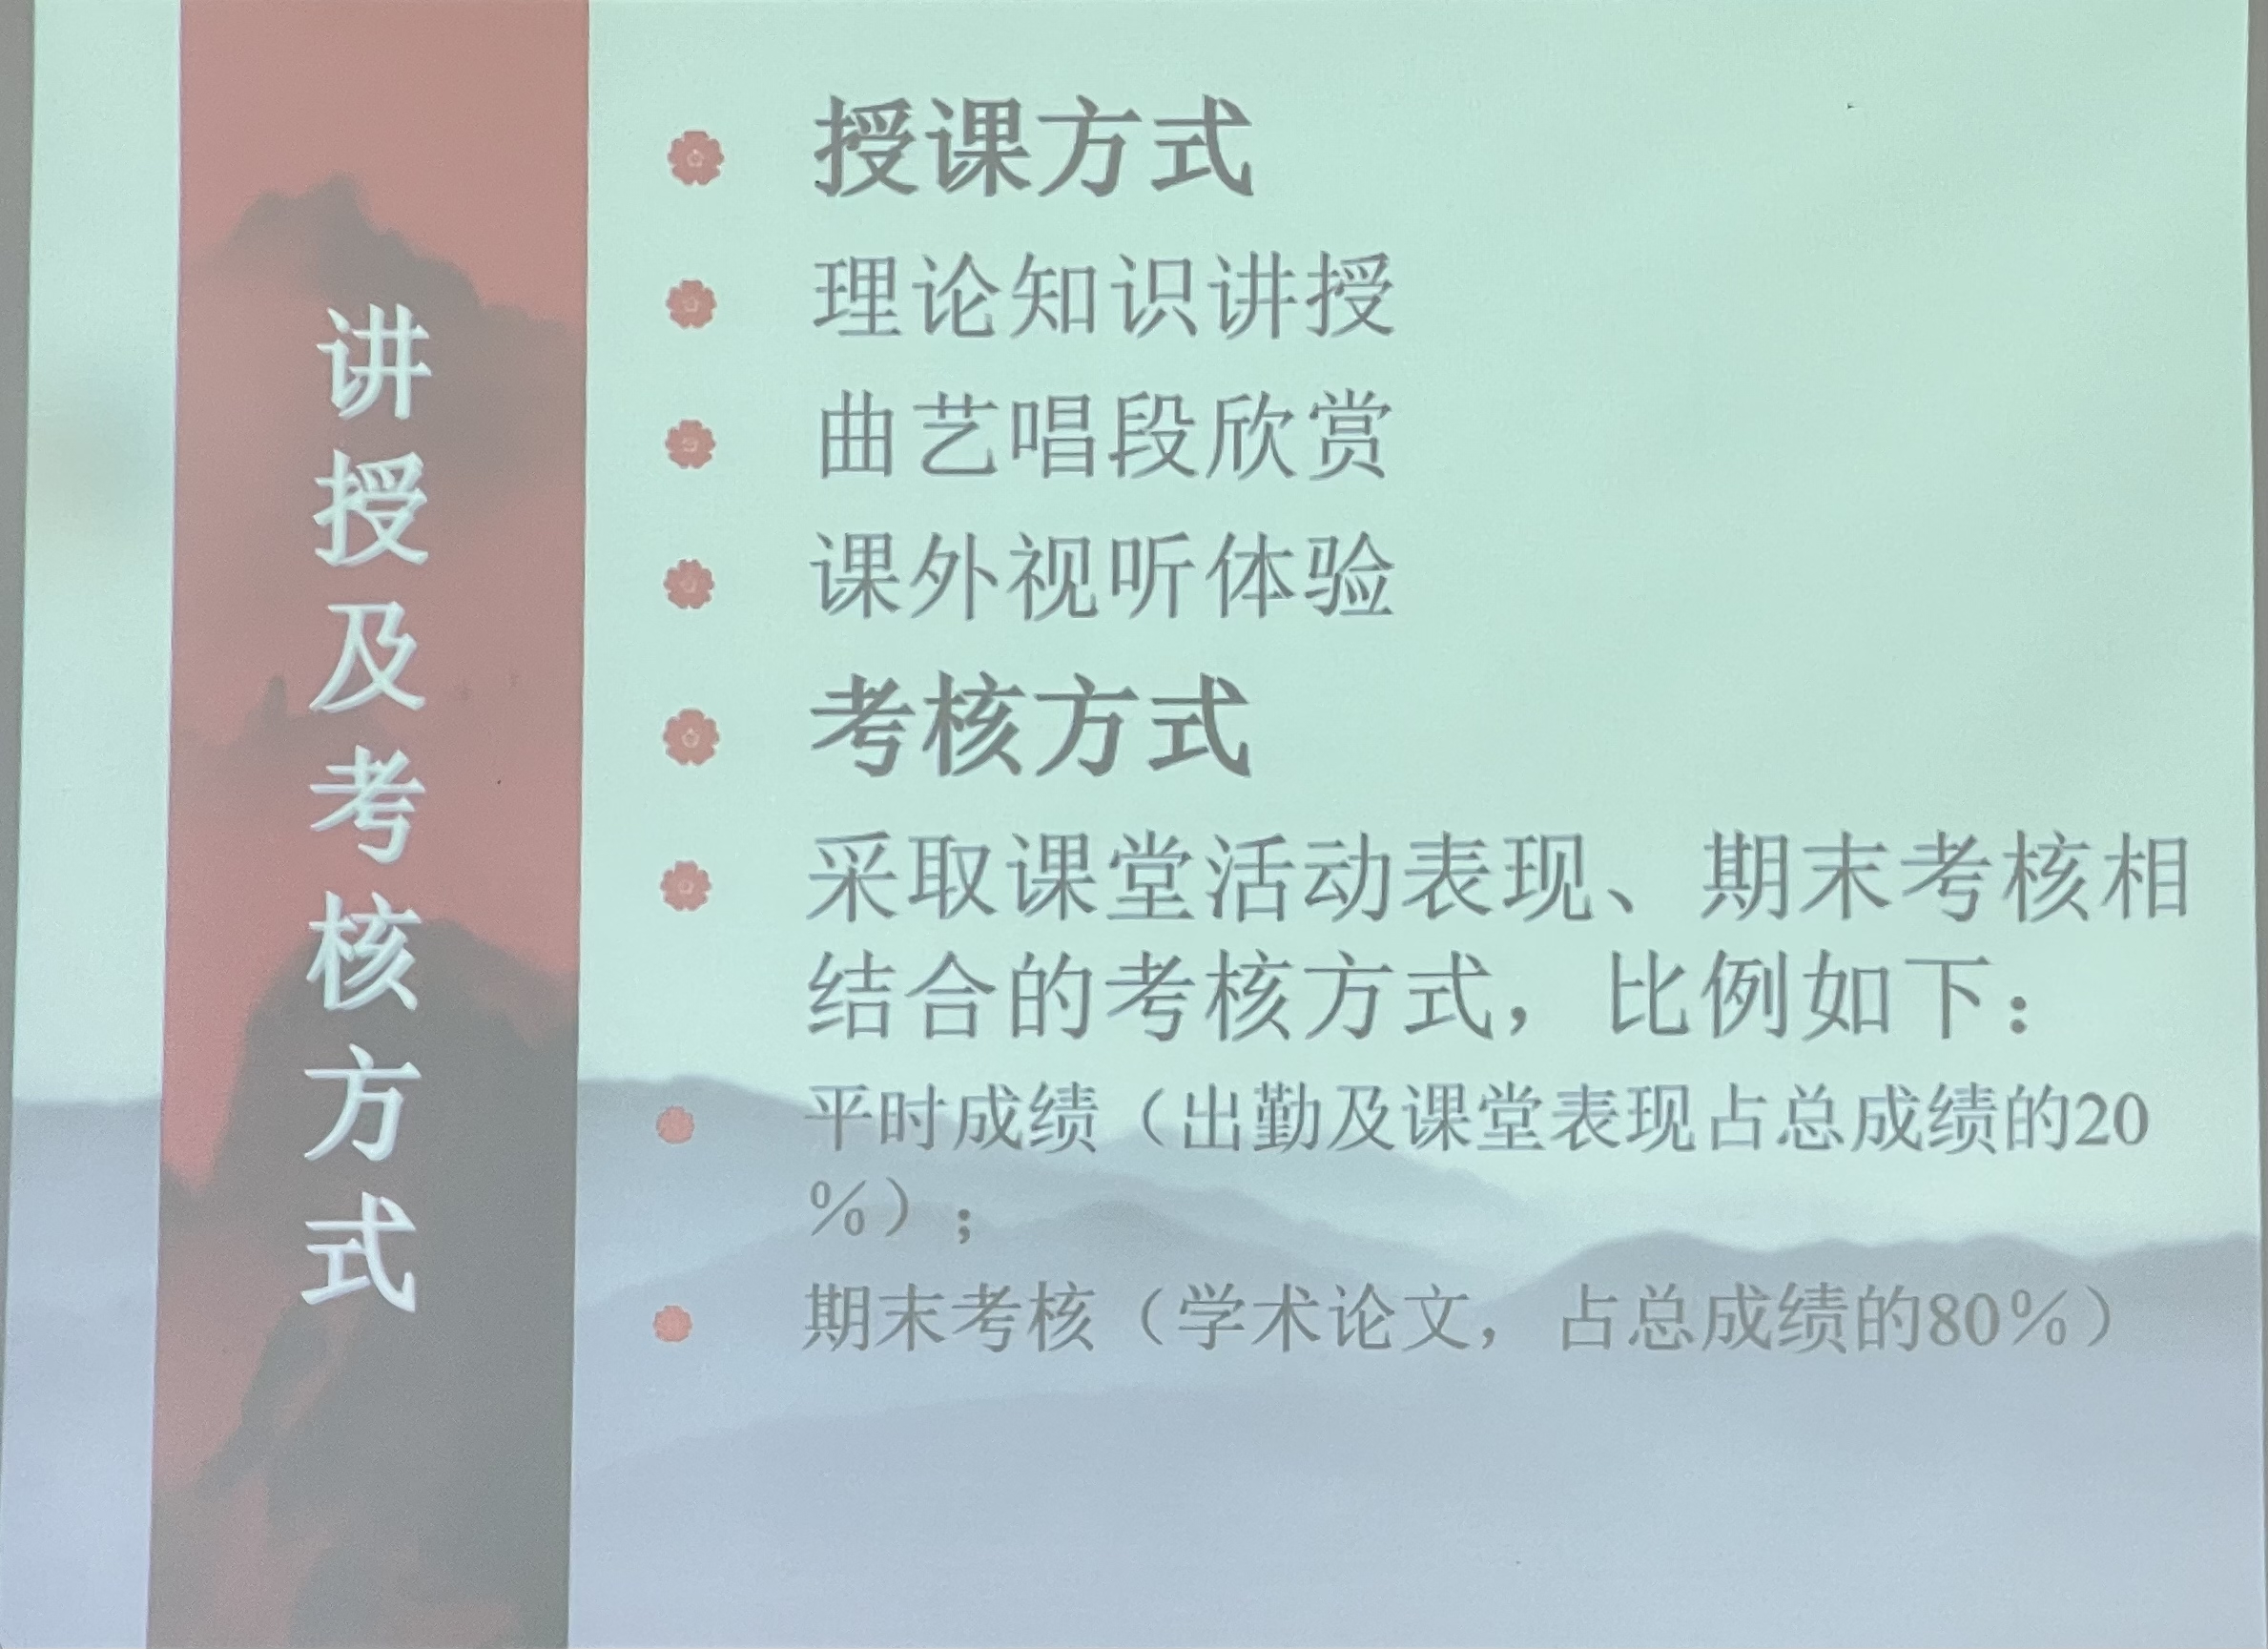 讲授及考核方式
授课方式
理论知识讲授
曲艺唱段欣赏
课外视听体验
考核方式
采取课堂活动表现、期末考核相
结合的考核方式，比例如下：
平时成绩（出勤及课堂表现占总成绩的20
%）；
期末考核（学术论文，占总成绩的80%）